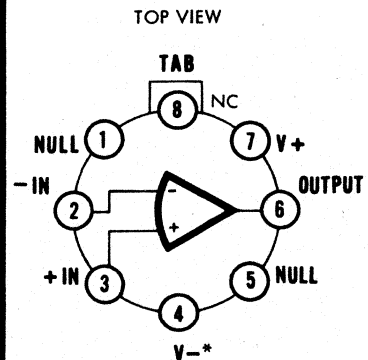 TOP VIEW
TAB
8 NC
NULL 1
7 V+
-IN
2
-
OUTPUT
6
+
+IN 3
5 NULL
4
V-*